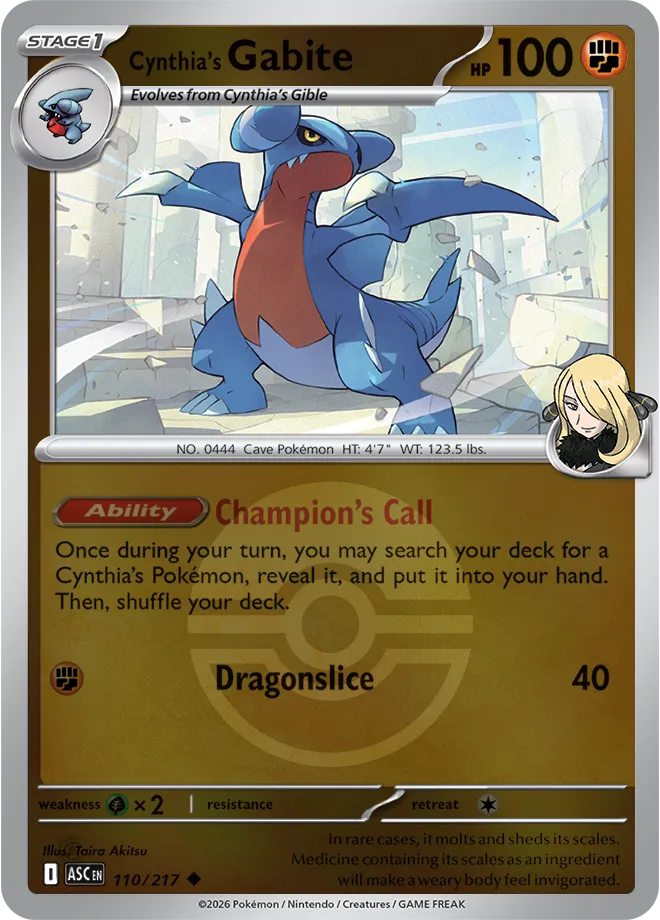 STAGE1
Cynthia's Gabite
HP 100
Evolves from Cynthia's Gible
NO. 0444 Cave Pokémon HT: 4'7" WT: 123.5 lbs.
Ability Champion's Call
Once during your turn, you may search your deck for a
Cynthia's Pokémon, reveal it, and put it into your hand.
Then, shuffle your deck.
Dragonslice 40
weakness ×2 resistance retreat
Illus. Taira Akitsu
In rare cases, it molts and sheds its scales.
Medicine containing its scales as an ingredient
will make a weary body feel invigorated.
I ASC EN 110/217
©2026 Pokémon / Nintendo / Creatures / GAME FREAK